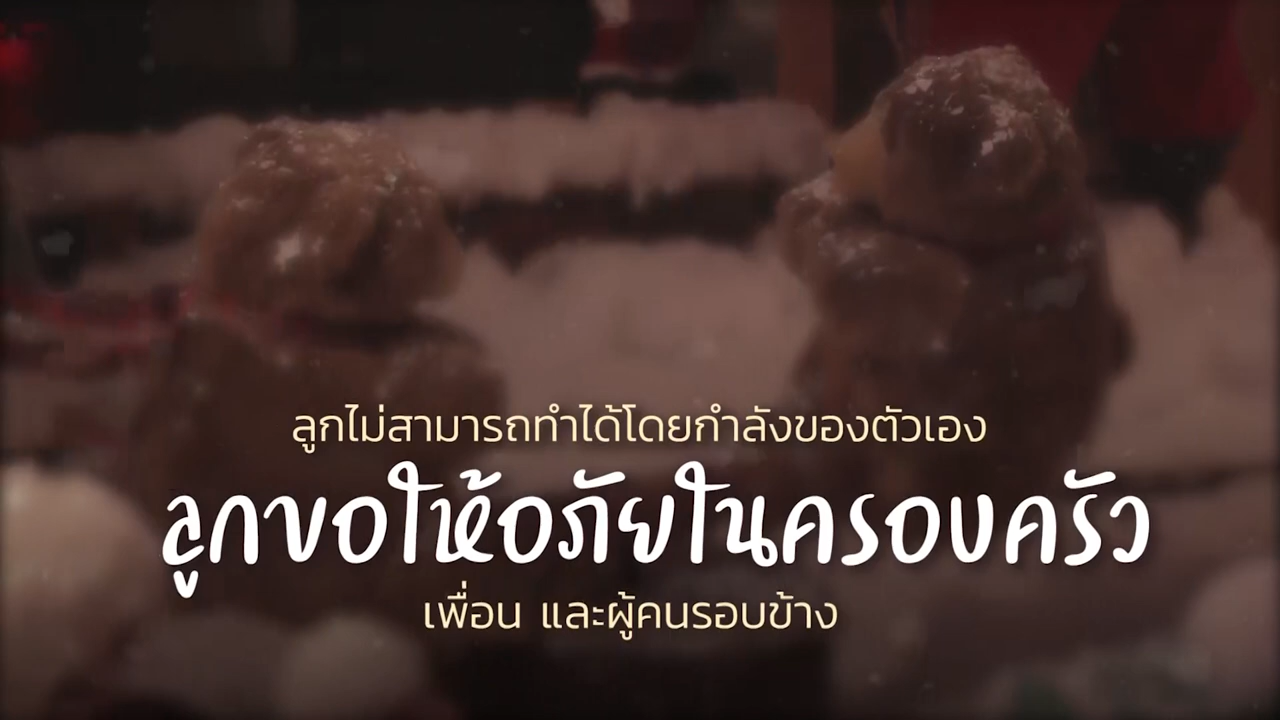 ลูกไม่สามารถทำได้โดยกำลังของตัวเอง
ลูกขอให้อภัยในครอบครัว
เพื่อน และผู้คนรอบข้าง